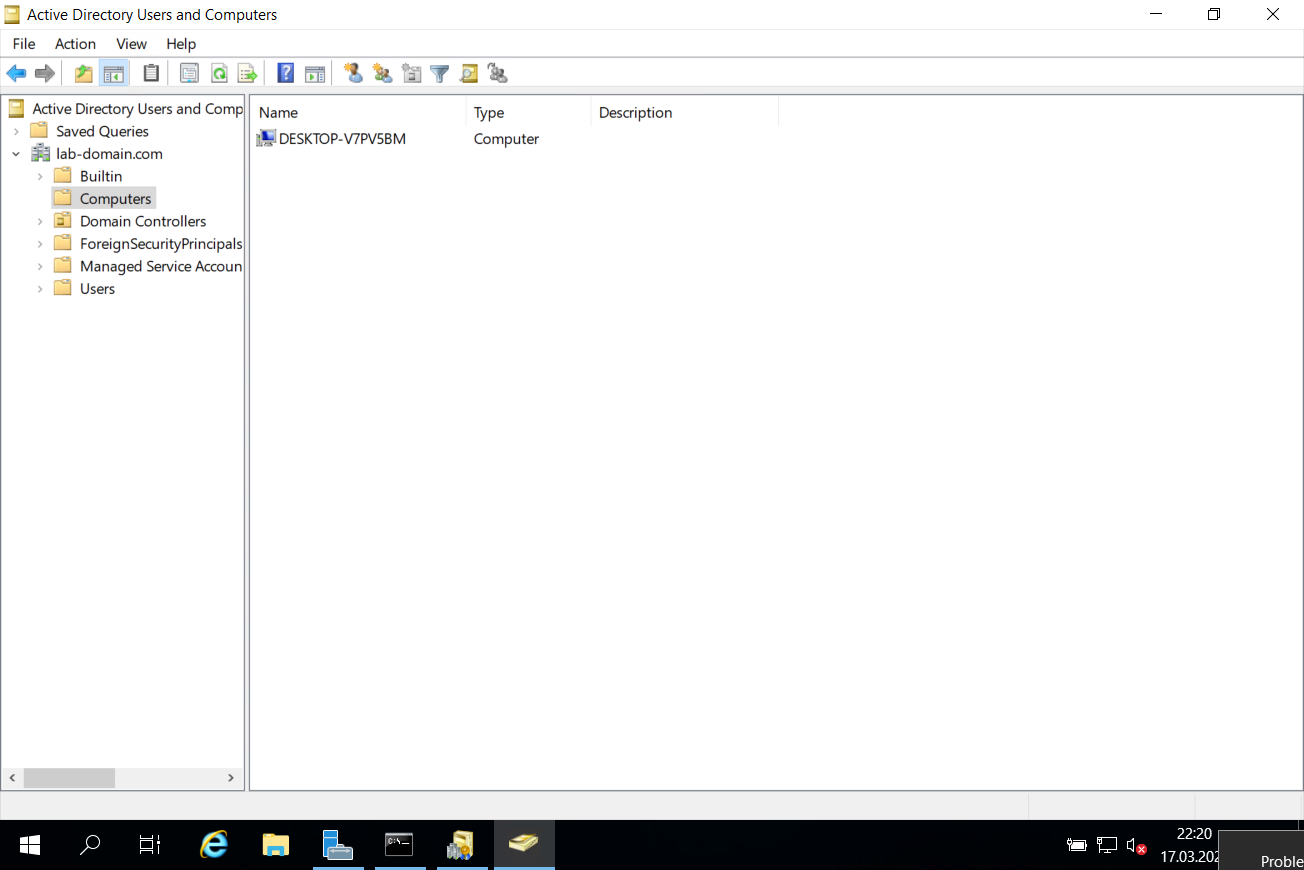 Active Directory Users and Computers
File Action View Help
Active Directory Users and Comp
Saved Queries
lab-domain.com
Builtin
Computers
Domain Controllers
ForeignSecurityPrincipals
Managed Service Accoun
Users
Name Type Description
DESKTOP-V7PV5BM Computer
22:20
17.03.202
Proble